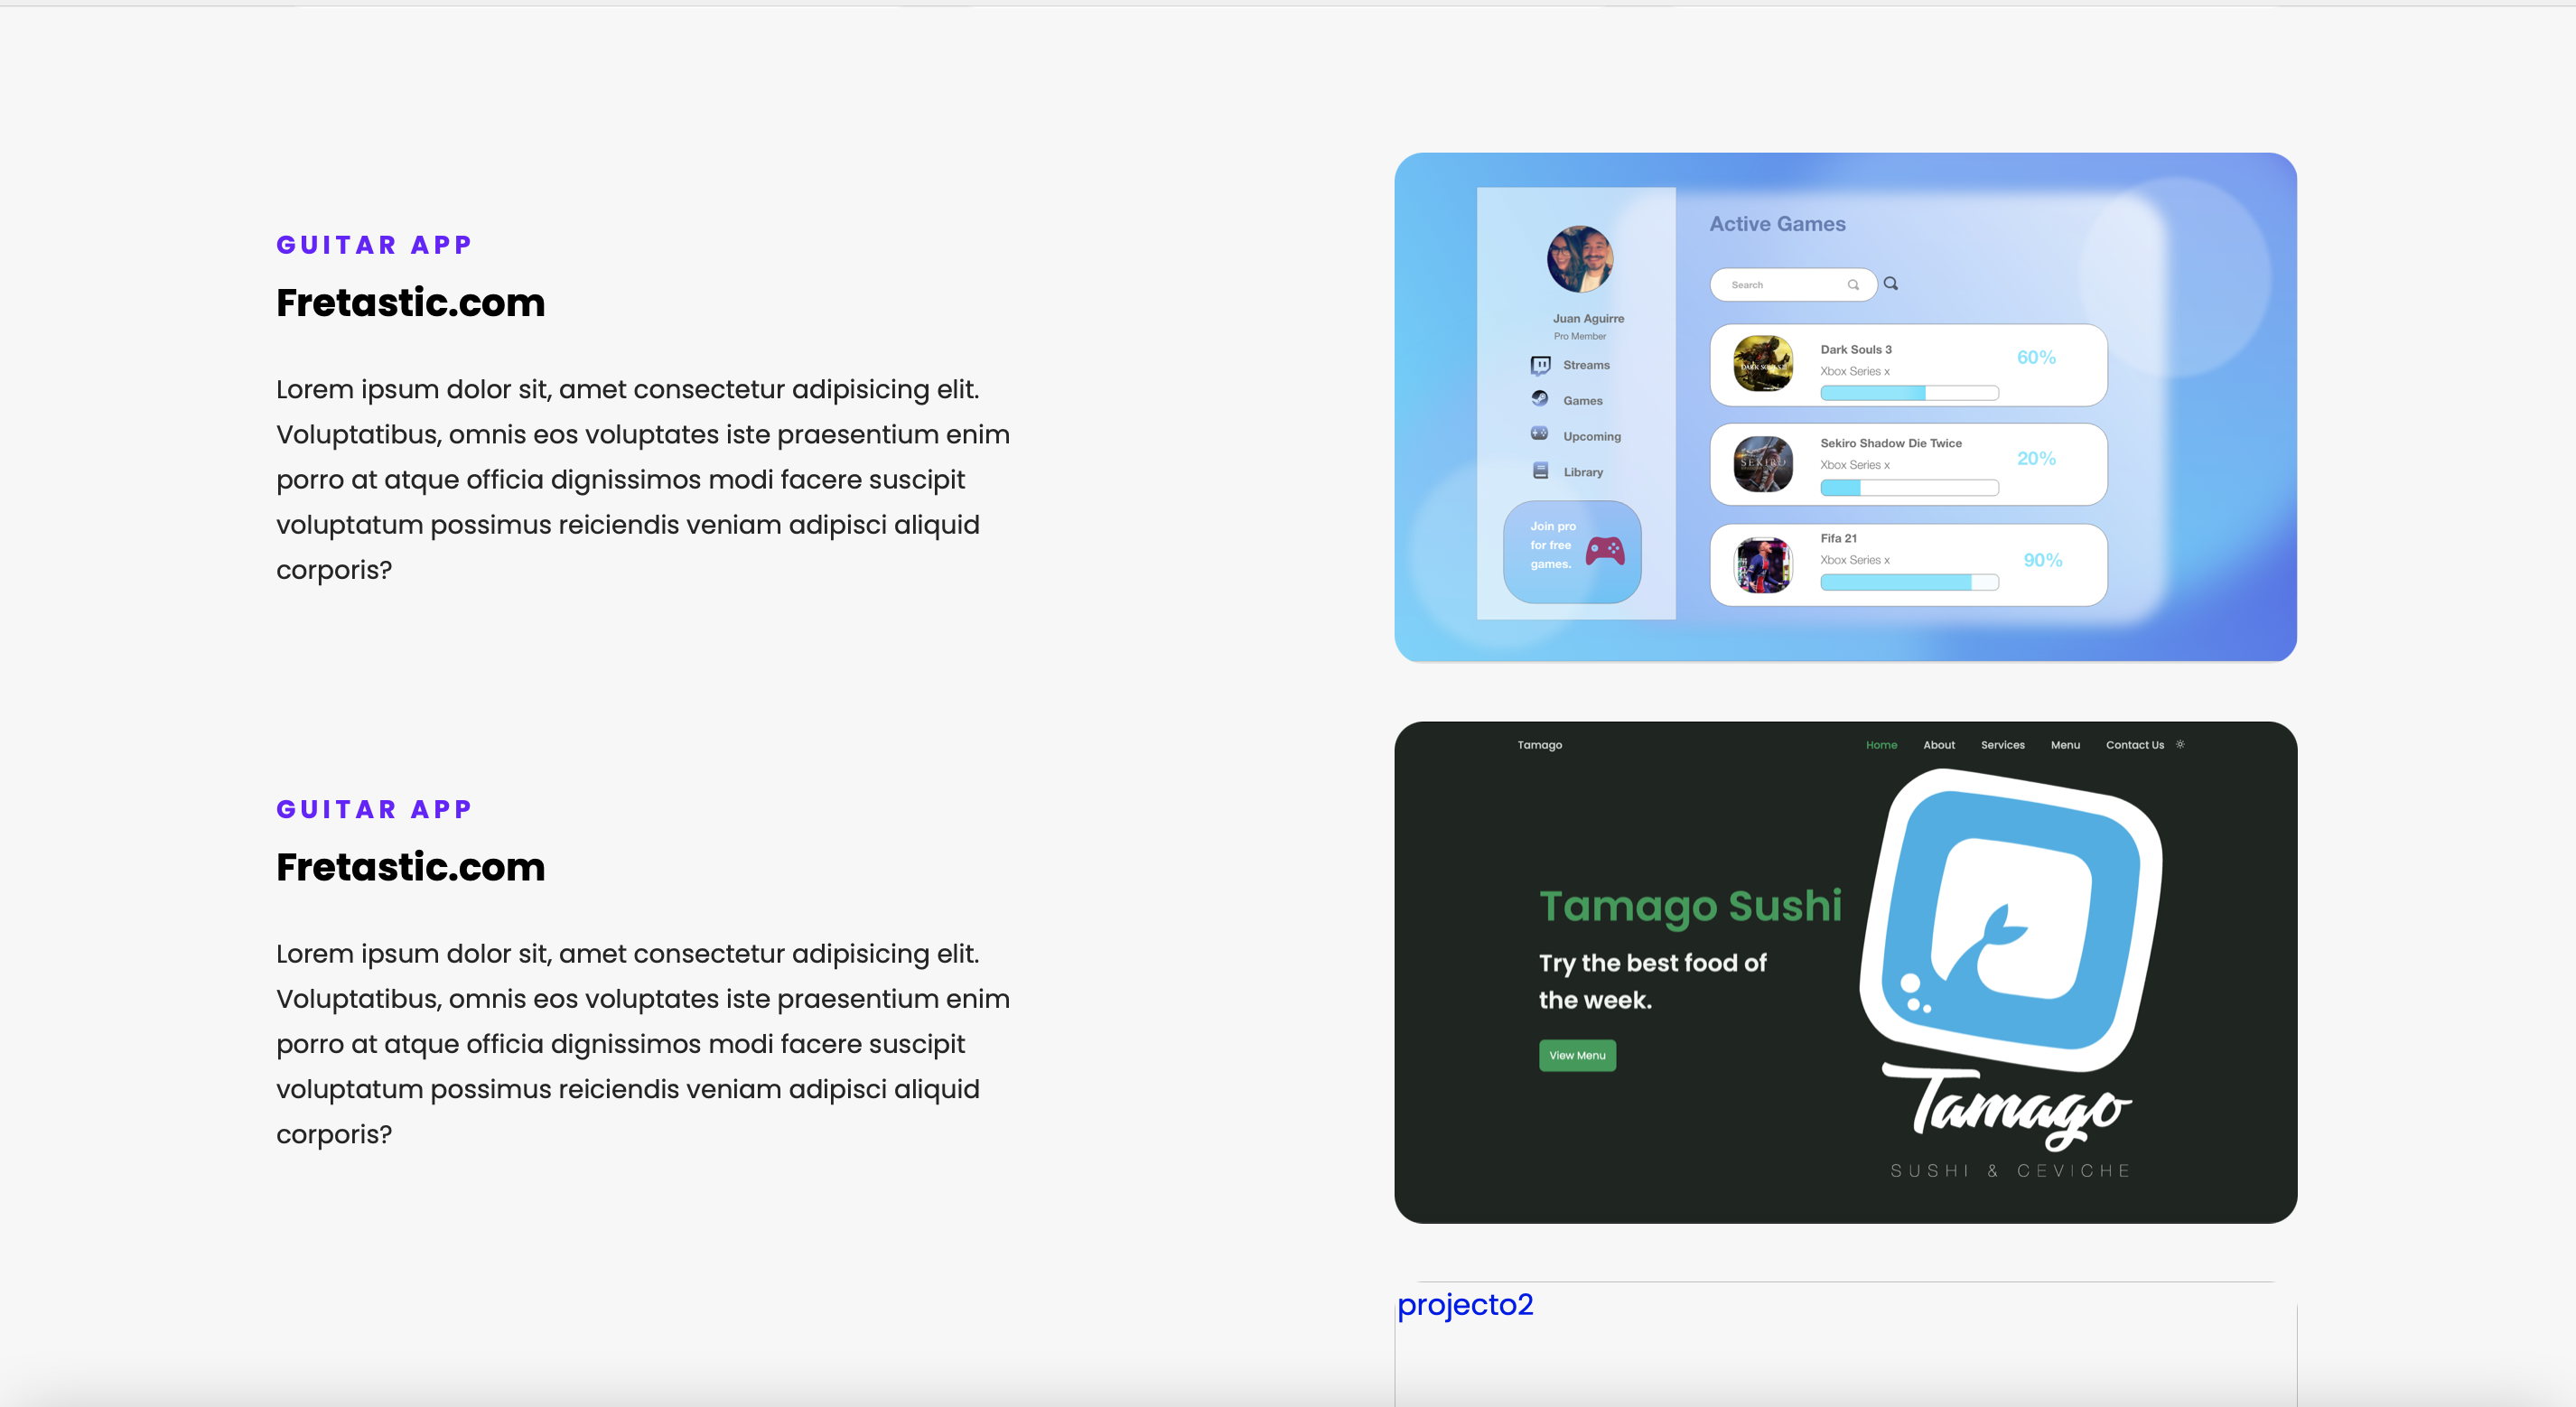 GUITAR APP
Fretastic.com
Lorem ipsum dolor sit, amet consectetur adipisicing elit.
Voluptatibus, omnis eos voluptates iste praesentium enim
porro at atque officia dignissimos modi facere suscipit
voluptatum possimus reiciendis veniam adipisci aliquid
corporis?
Juan Aguirre
Pro Member
Streams
Games
Upcoming
Library
Join pro
for free
games.
Active Games
Search
DARK SOULS III
Dark Souls 3
Xbox Series x
60%
SEKIRO
Sekiro Shadow Die Twice
Xbox Series x
20%
Fifa 21
Xbox Series x
90%
GUITAR APP
Fretastic.com
Lorem ipsum dolor sit, amet consectetur adipisicing elit.
Voluptatibus, omnis eos voluptates iste praesentium enim
porro at atque officia dignissimos modi facere suscipit
voluptatum possimus reiciendis veniam adipisci aliquid
corporis?
Tamago Home About Services Menu Contact Us
Tamago Sushi
Try the best food of
the week.
View Menu
Tamago
SUSHI & CEVICHE
projecto2